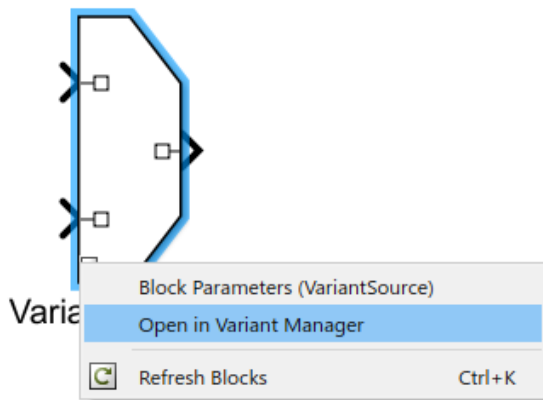 Block Parameters (VariantSource)
Varia
Open in Variant Manager
Refresh Blocks Ctrl+K